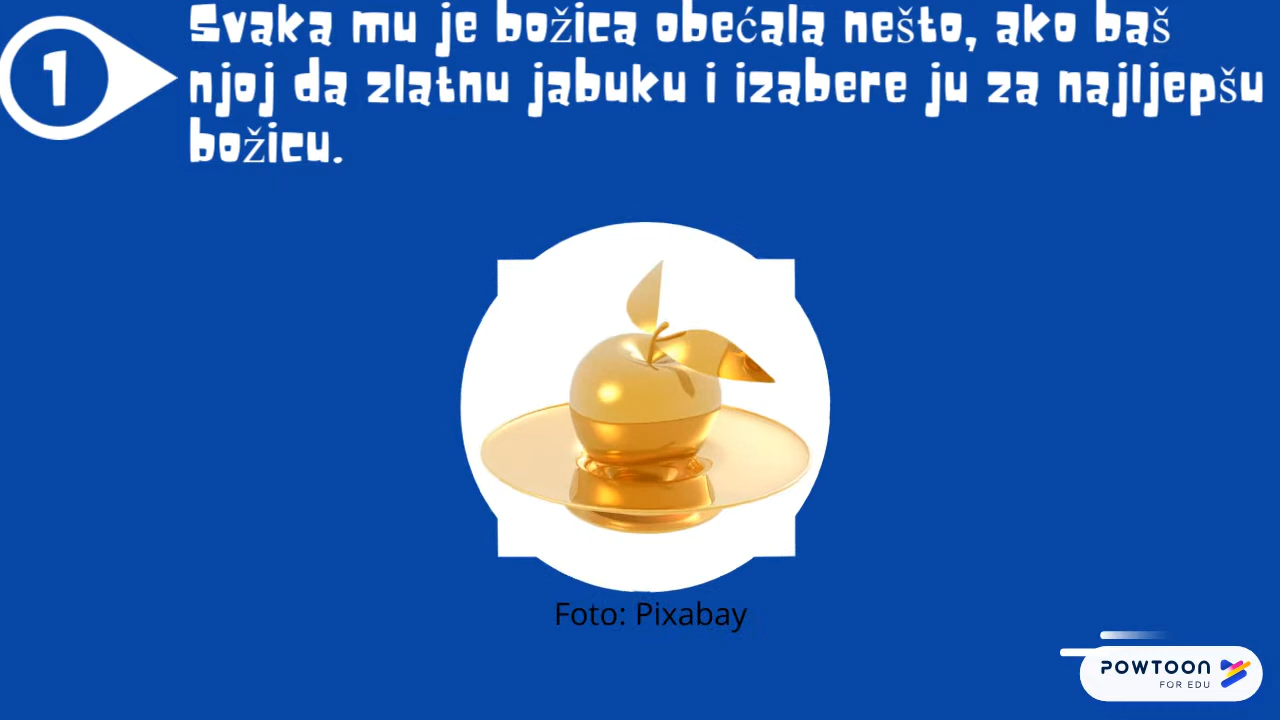 1
Svaka mu je božica obećala nešto, ako baš
njoj da zlatnu jabuku i izabere ju za najljepšu
božicu.
Foto: Pixabay
POWTOON
FOR EDU